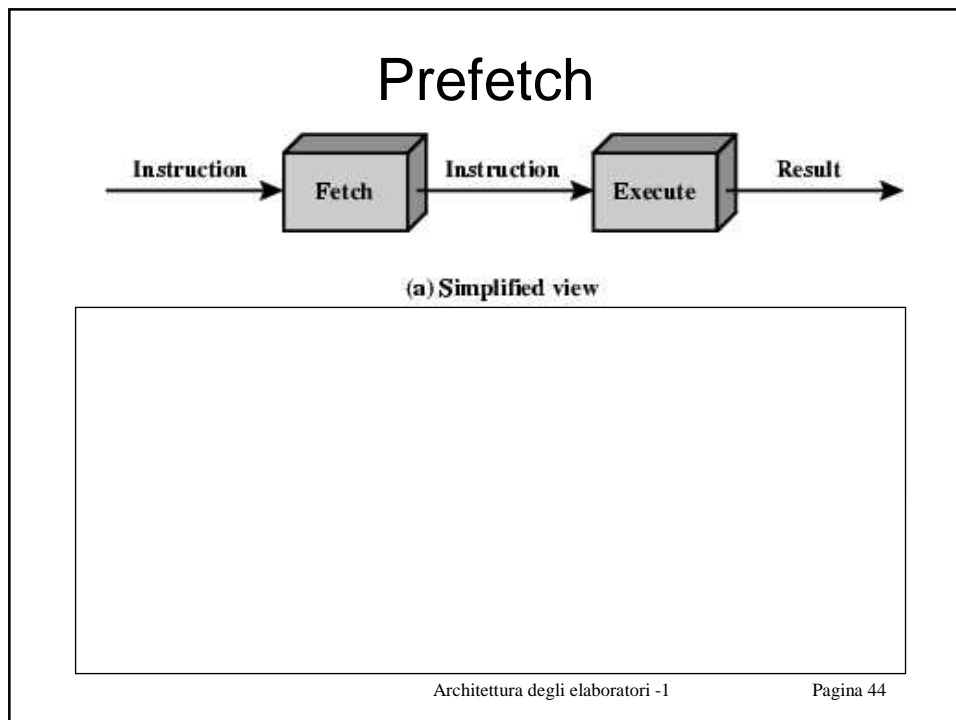 Prefetch
Instruction Instruction Result
Fetch Execute
(a) Simplified view
Architettura degli elaboratori -1 Pagina 44